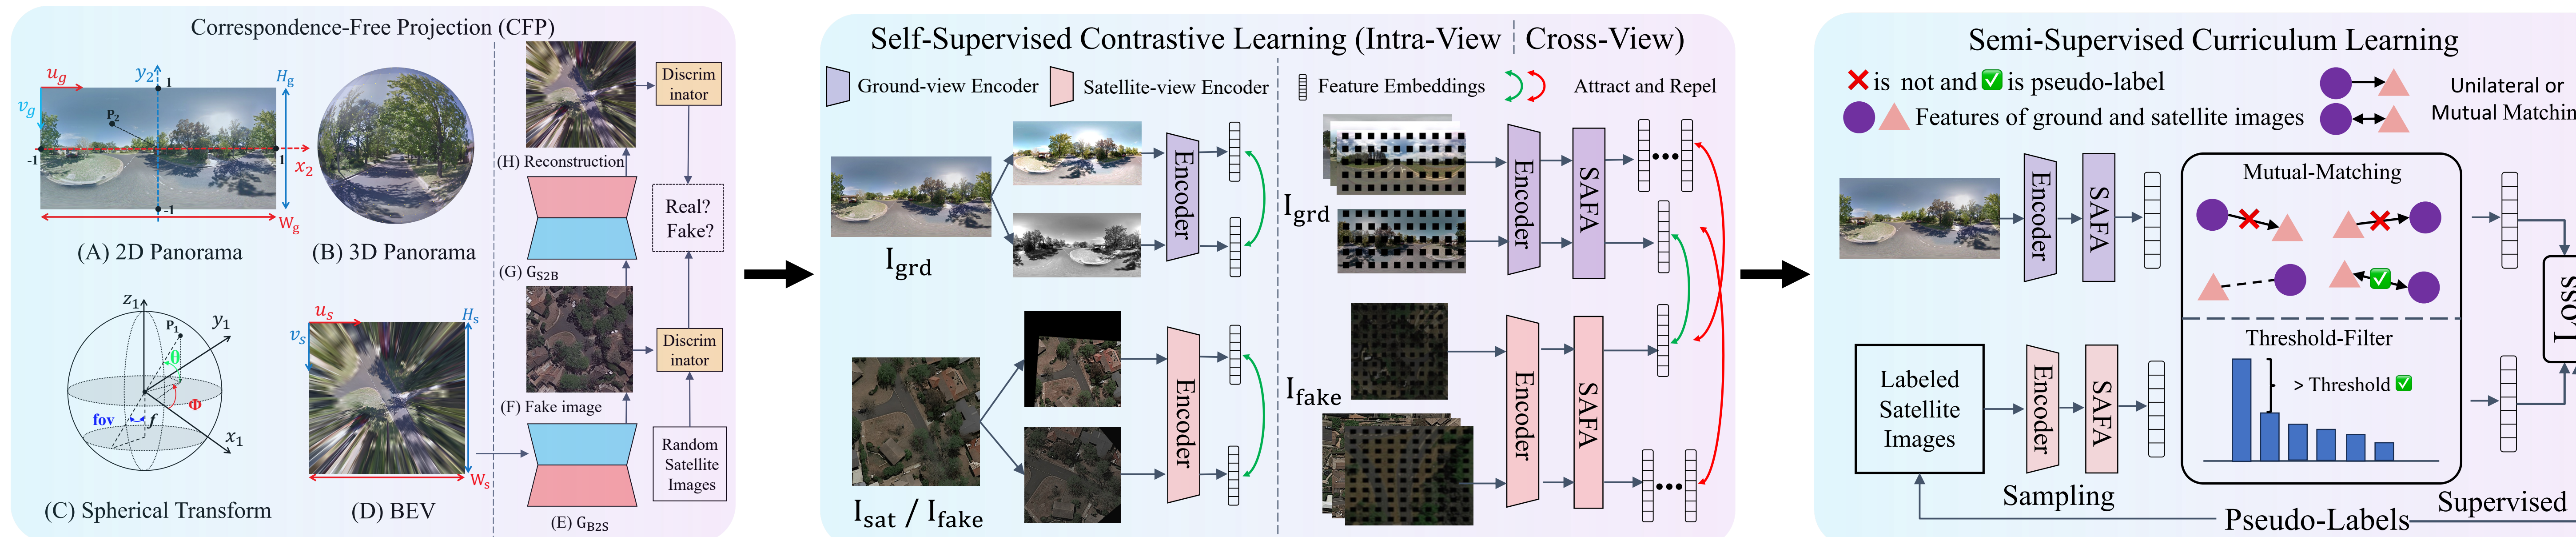 Correspondence-Free Projection (CFP)
u_g
y_2
1
H_g
v_g
P_2
-1
1
x_2
-1
W_g
(A) 2D Panorama
(B) 3D Panorama
z_1
P_1
y_1
θ
Φ
fov
f
x_1
(C) Spherical Transform
u_s
H_s
v_s
W_s
(D) BEV
(H) Reconstruction
(G) G_S2B
(F) Fake image
(E) G_B2S
Discrim
inator
Real?
Fake?
Discrim
inator
Random
Satellite
Images
Self-Supervised Contrastive Learning (Intra-View | Cross-View)
Ground-view Encoder
Satellite-view Encoder
Feature Embeddings
Attract and Repel
I_grd
Encoder
I_sat / I_fake
Encoder
I_grd
Encoder
SAFA
I_fake
Encoder
SAFA
Semi-Supervised Curriculum Learning
❌ is not and ✅ is pseudo-label
Features of ground and satellite images
Unilateral or
Mutual Matchin
Encoder
SAFA
Labeled
Satellite
Images
Encoder
SAFA
Sampling
Mutual-Matching
Threshold-Filter
> Threshold ✅
Loss
Pseudo-Labels
Supervised